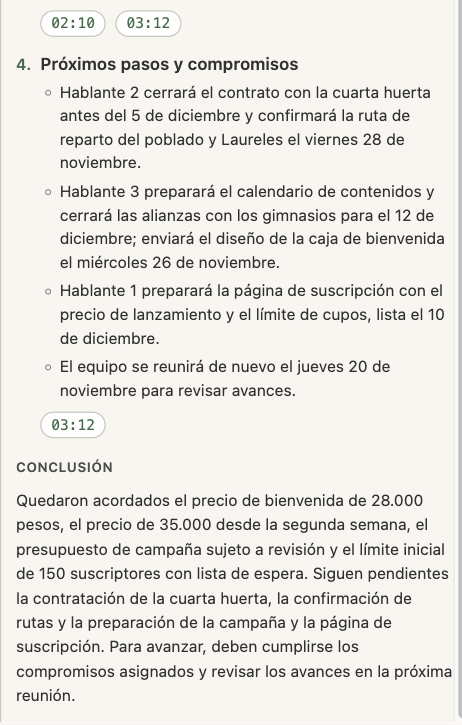 02:10 03:12
4. Próximos pasos y compromisos
Hablante 2 cerrará el contrato con la cuarta huerta
antes del 5 de diciembre y confirmará la ruta de
reparto del poblado y Laureles el viernes 28 de
noviembre.
Hablante 3 preparará el calendario de contenidos y
cerrará las alianzas con los gimnasios para el 12 de
diciembre; enviará el diseño de la caja de bienvenida
el miércoles 26 de noviembre.
Hablante 1 preparará la página de suscripción con el
precio de lanzamiento y el límite de cupos, lista el 10
de diciembre.
El equipo se reunirá de nuevo el jueves 20 de
noviembre para revisar avances.
03:12
CONCLUSIÓN
Quedaron acordados el precio de bienvenida de 28.000
pesos, el precio de 35.000 desde la segunda semana, el
presupuesto de campaña sujeto a revisión y el límite inicial
de 150 suscriptores con lista de espera. Siguen pendientes
la contratación de la cuarta huerta, la confirmación de
rutas y la preparación de la campaña y la página de
suscripción. Para avanzar, deben cumplirse los
compromisos asignados y revisar los avances en la próxima
reunión.